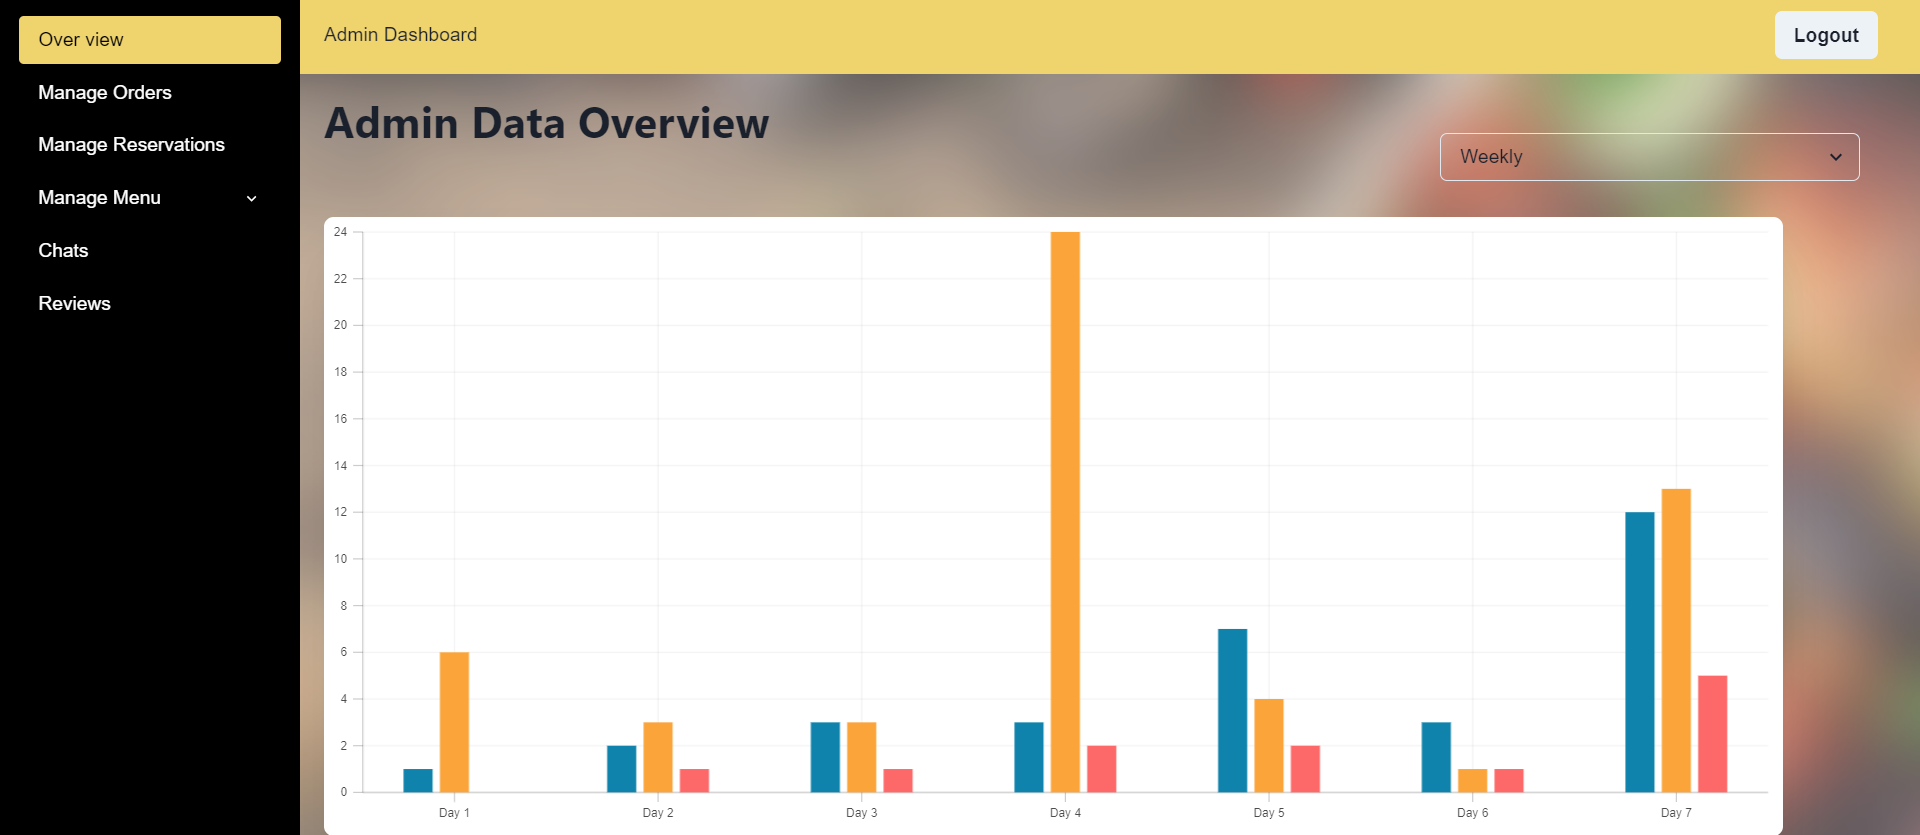 Over view
Manage Orders
Manage Reservations
Manage Menu
Chats
Reviews
Admin Dashboard
Logout
Admin Data Overview
Weekly
24
22
20
18
16
14
12
10
8
6
4
2
0
Day 1 Day 2 Day 3 Day 4 Day 5 Day 6 Day 7